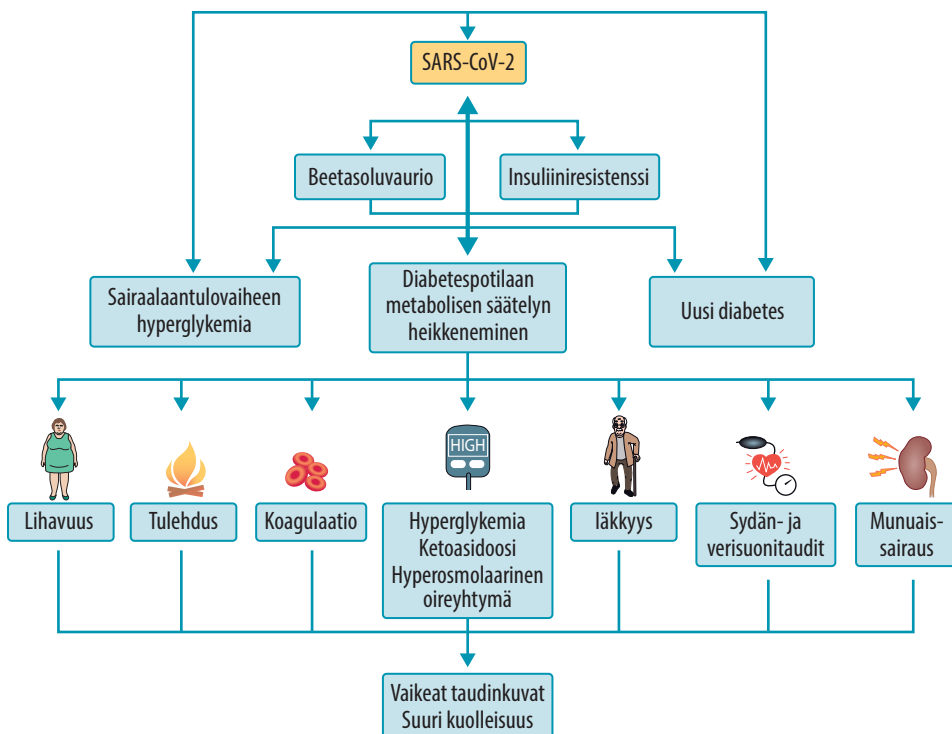 SARS-CoV-2
Beetasoluvaurio
Insuliiniresistenssi
Sairaalaantulovaiheen
hyperglykemia
Diabetespotilaan
metabolisen säätelyn
heikkeneminen
Uusi diabetes
HIGH
Lihavuus
Tulehdus
Koagulaatio
Hyperglykemia
Ketoasidoosi
Hyperosmolaarinen
oireyhtymä
Iäkkyys
Sydän- ja
verisuonitaudit
Munuais-
sairaus
Vaikeat taudinkuvat
Suuri kuolleisuus